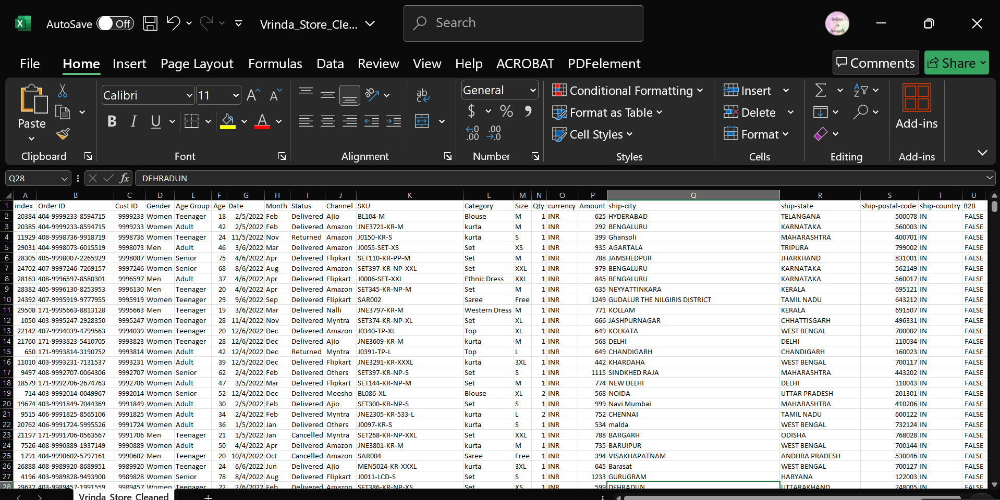 AutoSave Off Vrinda_Store_Cle... Search
File Home Insert Page Layout Formulas Data Review View Help ACROBAT PDFelement Comments Share
Paste Calibri 11 General Conditional Formatting Format as Table Cell Styles Insert Delete Format Add-ins
Clipboard Font Alignment Number Styles Cells Editing Add-ins
Q28 fx DEHRADUN
A B C D E F G H I J K L M N O P Q R S T U
1 index Order ID Cust ID Gender Age Group Age Date Month Status Channel SKU Category Size Qty currency Amount ship-city ship-state ship-postal-code ship-country B2B
2 20384 404-9999233-8594715 9999233 Women Teenager 18 2/5/2022 Feb Delivered Ajio BL104-M Blouse M 1 INR 625 HYDERABAD TELANGANA 500078 IN FALSE
3 20385 404-9999233-8594715 9999233 Women Adult 42 2/5/2022 Feb Delivered Amazon JNE3721-KR-M kurta M 1 INR 292 BENGALURU KARNATAKA 560003 IN FALSE
4 11929 408-9998736-9918719 9998736 Women Teenager 24 11/5/2022 Nov Returned Amazon J0150-KR-S kurta S 1 INR 399 Ghansoli MAHARASHTRA 400701 IN FALSE
5 29031 404-9998073-6015519 9998073 Men Adult 46 3/6/2022 Mar Delivered Amazon J0055-SET-XS Set XS 1 INR 935 AGARTALA TRIPURA 799002 IN FALSE
6 28305 405-9998007-2265929 9998007 Women Senior 75 4/6/2022 Apr Delivered Flipkart SET110-KR-PP-M Set M 1 INR 788 JAMSHEDPUR JHARKHAND 831001 IN FALSE
7 24702 407-9997246-7269157 9997246 Women Senior 68 8/6/2022 Aug Delivered Amazon SET397-KR-NP-XXL Set XXL 1 INR 979 BENGALURU KARNATAKA 562149 IN FALSE
8 28163 408-9996597-8580301 9996597 Men Adult 37 4/6/2022 Apr Delivered Flipkart J0006-SET-XXL Ethnic Dress XXL 1 INR 845 BENGALURU KARNATAKA 560017 IN FALSE
9 28382 405-9996130-8253953 9996130 Men Teenager 20 4/6/2022 Apr Delivered Amazon SET345-KR-NP-M Set M 1 INR 635 NEYYATTINKARA KERALA 695121 IN FALSE
10 24392 407-9995919-9777955 9995919 Women Teenager 29 9/6/2022 Sep Delivered Flipkart SAR002 Saree Free 1 INR 1249 GUDALUR THE NILGIRIS DISTRICT TAMIL NADU 643212 IN FALSE
11 29508 171-9995663-8813128 9995663 Men Teenager 19 3/6/2022 Mar Delivered Nalli JNE3797-KR-M Western Dress M 1 INR 771 KOLLAM KERALA 691507 IN FALSE
12 1050 403-9995247-2928350 9995247 Women Teenager 28 11/4/2022 Nov Delivered Myntra SET374-KR-NP-XL Set XL 1 INR 666 JASHPURNAGAR CHHATTISGARH 496331 IN FALSE
13 22142 407-9994039-4799563 9994039 Women Teenager 20 12/6/2022 Dec Delivered Amazon J0340-TP-XL Top XL 1 INR 649 KOLKATA WEST BENGAL 700002 IN FALSE
14 21760 171-9993823-5410705 9993823 Women Teenager 28 12/6/2022 Dec Delivered Ajio JNE3609-KR-M kurta M 1 INR 568 DELHI DELHI 110034 IN FALSE
15 650 171-9993814-3190752 9993814 Women Adult 42 12/4/2022 Dec Returned Myntra J0391-TP-L Top L 1 INR 649 CHANDIGARH CHANDIGARH 160023 IN FALSE
16 11010 403-9993231-7131537 9993231 Women Adult 39 12/5/2022 Dec Delivered Flipkart JNE3291-KR-XXXL kurta 3XL 1 INR 442 KHARDAHA WEST BENGAL 700117 IN FALSE
17 9497 408-9992707-0064306 9992707 Women Senior 62 2/4/2022 Feb Delivered Others SET397-KR-NP-S Set S 1 INR 1115 SINDKHED RAJA MAHARASHTRA 443202 IN FALSE
18 18579 171-9992706-2674763 9992706 Women Adult 47 3/5/2022 Mar Delivered Flipkart SET144-KR-NP-M Set M 1 INR 774 NEW DELHI DELHI 110043 IN FALSE
19 714 403-9992014-0049967 9992014 Women Senior 52 12/4/2022 Dec Delivered Meesho BL086-XL Blouse XL 2 INR 568 NOIDA UTTAR PRADESH 201301 IN FALSE
20 19674 403-9991849-7044369 9991849 Women Adult 30 2/5/2022 Feb Delivered Ajio SET300-KR-NP-S Set S 1 INR 999 Navi Mumbai MAHARASHTRA 410206 IN FALSE
21 9515 406-9991825-8565106 9991825 Women Adult 34 2/4/2022 Feb Delivered Myntra JNE2305-KR-533-L kurta L 2 INR 752 CHENNAI TAMIL NADU 600122 IN FALSE
22 20762 406-9991724-5995526 9991724 Women Adult 36 1/5/2022 Jan Delivered Others J0097-KR-S kurta S 1 INR 534 malda WEST BENGAL 732124 IN FALSE
23 21197 171-9991706-0563567 9991706 Men Teenager 21 1/5/2022 Jan Cancelled Myntra SET268-KR-NP-XXL Set XXL 1 INR 788 BARGARH ODISHA 768028 IN FALSE
24 7526 408-9990889-1937149 9990889 Women Adult 50 4/4/2022 Apr Delivered Amazon JNE3801-KR-M kurta M 1 INR 735 BARUIPUR WEST BENGAL 700144 IN FALSE
25 1791 404-9990602-5797161 9990602 Men Teenager 20 10/4/2022 Oct Cancelled Amazon SAR004 Saree Free 1 INR 394 VISAKHAPATNAM ANDHRA PRADESH 530046 IN FALSE
26 26888 408-9989920-8689951 9989920 Women Teenager 24 6/6/2022 Jun Delivered Ajio MEN5024-KR-XXXL kurta 3XL 1 INR 645 Barasat WEST BENGAL 700127 IN FALSE
27 4196 403-9989828-9493900 9989828 Women Senior 78 8/4/2022 Aug Delivered Flipkart J0011-LCD-S Set S 1 INR 1233 GURUGRAM HARYANA 122003 IN FALSE
28 29632 403-9989457-1991559 9989457 Women Teenager 22 2/6/2022 Feb Delivered Amazon SET386-KR-NP-XS Set XS 1 INR 599 DEHRADUN UTTARAKHAND 248005 IN FALSE
Vrinda_Store_Cleaned